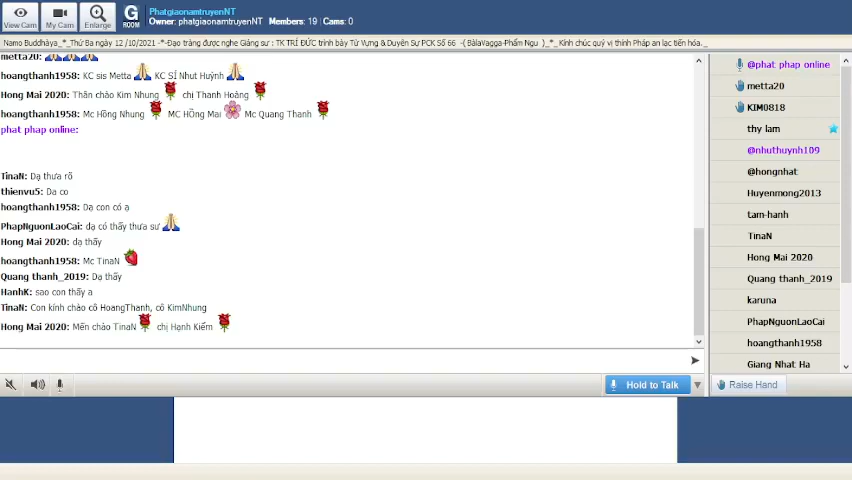 View Cam
My Cam
Enlarge
G
ROOM
PhatgiaonamtruyenNT
Owner: phatgiaonamtruyenNT Members: 19 | Cams: 0
Namo Buddhàya_*_Thứ Ba ngày 12 /10/2021 -*-Đạo tràng được nghe Giảng sư : TK TRÍ ĐỨC trình bày Từ Vựng & Duyên Sự PCK Số 66 -( BàlaVagga-Phẩm Ngu )_*_ Kính chúc quý vị thính Pháp an lạc tiến hóa._
metta20:
hoangthanh1958: KC sis Metta KC SĨ Nhut Huỳnh
Hong Mai 2020: Thân chào Kim Nhung chị Thanh Hoàng
hoangthanh1958: Mc Hồng Nhung MC HỒng Mai Mc Quang Thanh
phat phap online:
TinaN: Dạ thưa rõ
thienvu5: Da co
hoangthanh1958: Dạ con có ạ
PhapNguonLaoCai: dạ có thấy thưa sư
Hong Mai 2020: dạ thấy
hoangthanh1958: Mc TinaN
Quang thanh_2019: Dạ thấy
HanhK: sao con thấy a
TinaN: Con kính chào cô HoangThanh, cô KimNhung
Hong Mai 2020: Mến chào TinaN chị Hạnh Kiểm
Hold to Talk
@phat phap online
metta20
KIM0818
thy lam
@nhuthuynh109
@hongnhat
Huyenmong2013
tam-hanh
TinaN
Hong Mai 2020
Quang thanh_2019
karuna
PhapNguonLaoCai
hoangthanh1958
Giang Nhat Ha
Raise Hand